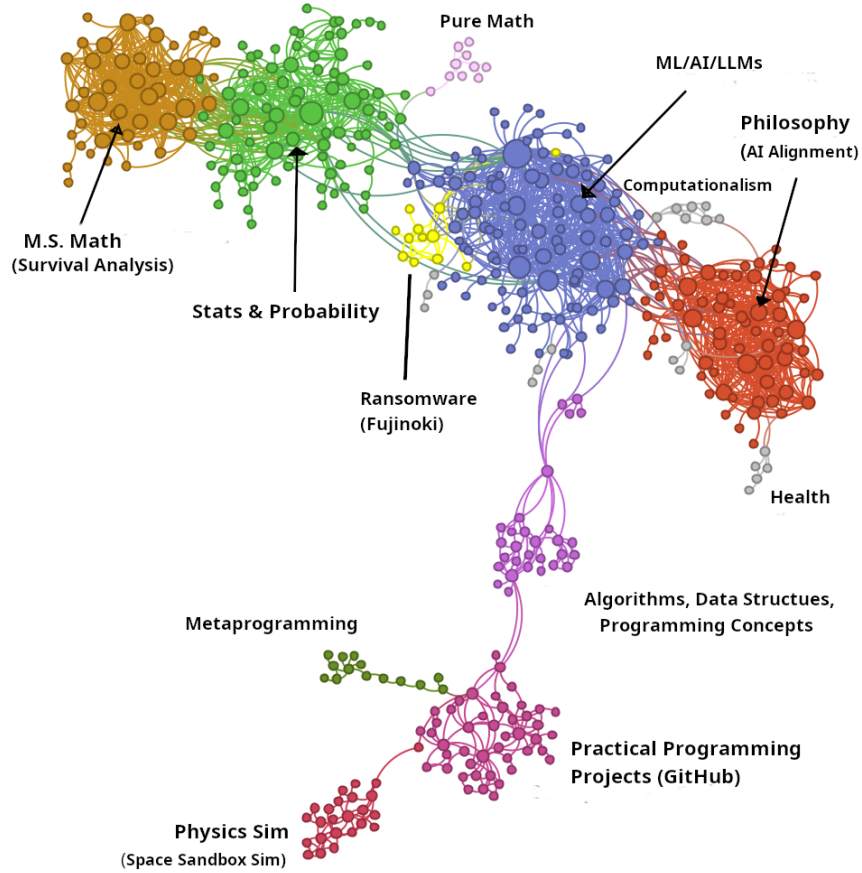 Pure Math
ML/AI/LLMs
Philosophy
(AI Alignment)
Computationalism
M.S. Math
(Survival Analysis)
Stats & Probability
Ransomware
(Fujinoki)
Health
Algorithms, Data Structues,
Programming Concepts
Metaprogramming
Practical Programming
Projects (GitHub)
Physics Sim
(Space Sandbox Sim)